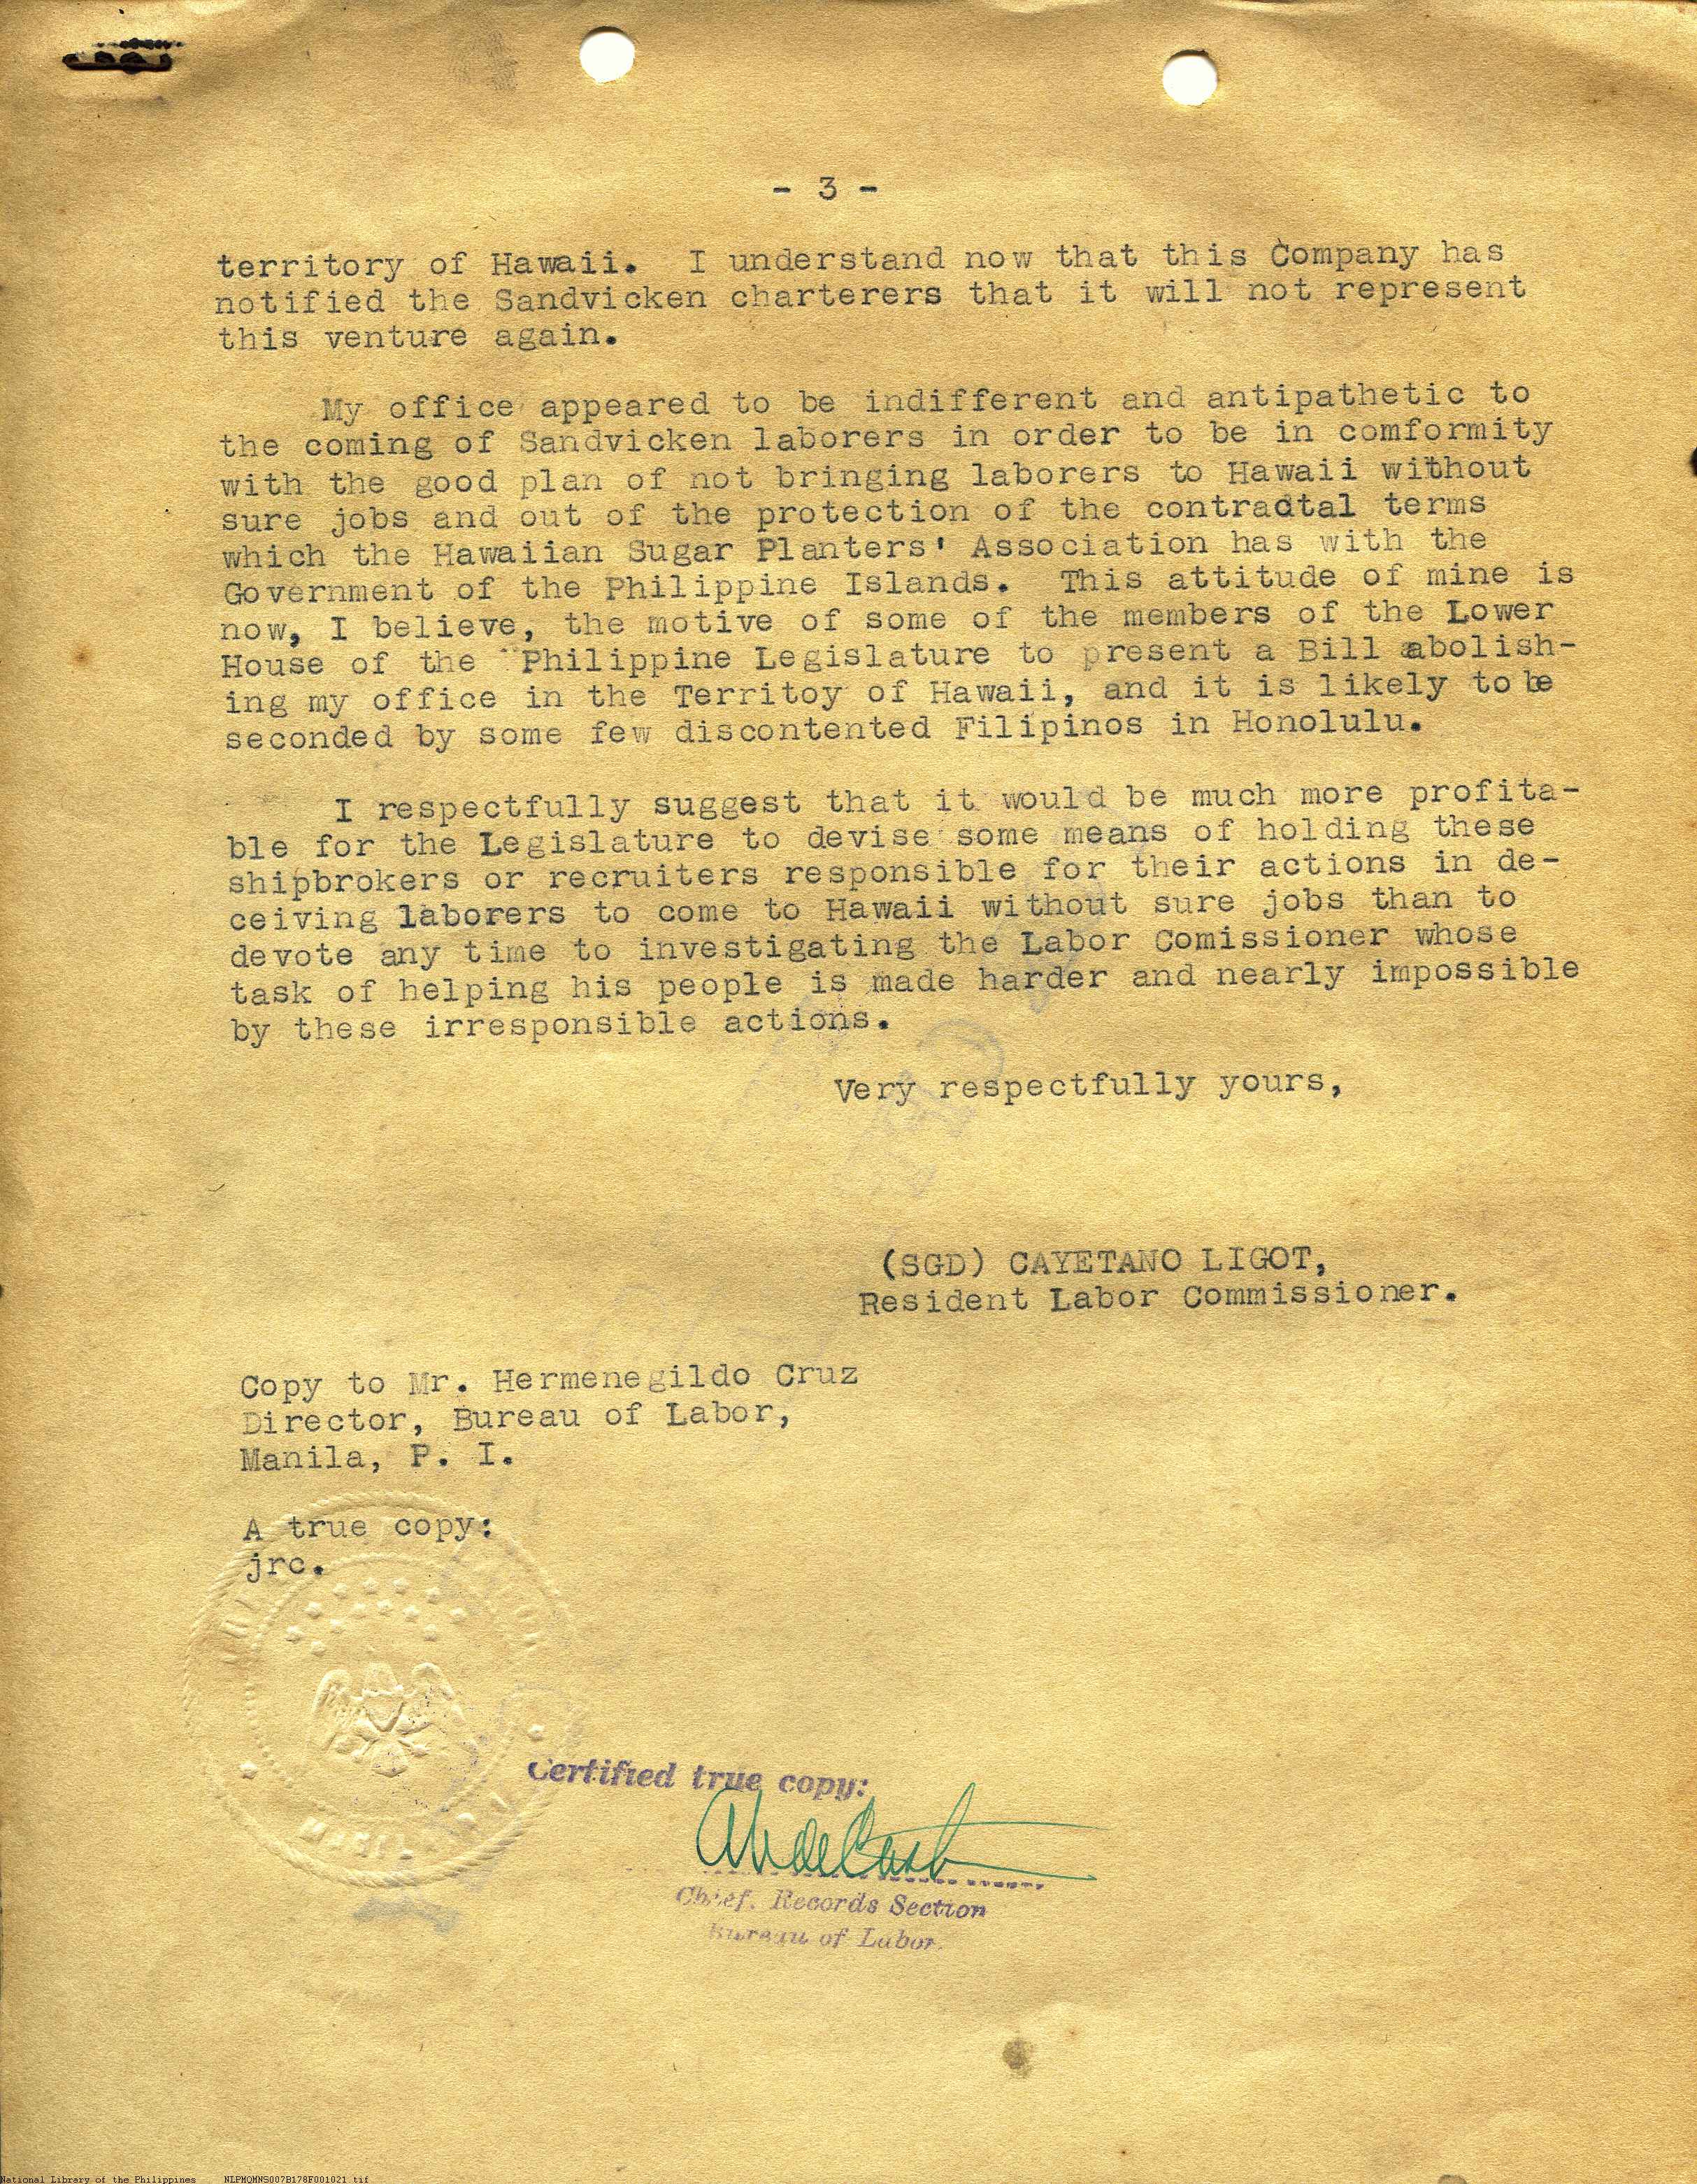 - 3 -
territory of Hawaii. I understand now that this Company has
notified the Sandvicken charterers that it will not represent
this venture again.
My office appeared to be indifferent and antipathetic to
the coming of Sandvicken laborers in order to be in comformity
with the good plan of not bringing laborers to Hawaii without
sure jobs and out of the protection of the contradtal terms
which the Hawaiian Sugar Planters' Association has with the
Government of the Philippine Islands. This attitude of mine is
now, I believe, the motive of some of the members of the Lower
House of the Philippine Legislature to present a Bill abolish-
ing my office in the Territoy of Hawaii, and it is likely to be
seconded by some few discontented Filipinos in Honolulu.
I respectfully suggest that it would be much more profita-
ble for the Legislature to devise some means of holding these
shipbrokers or recruiters responsible for their actions in de-
ceiving laborers to come to Hawaii without sure jobs than to
devote any time to investigating the Labor Comissioner whose
task of helping his people is made harder and nearly impossible
by these irresponsible actions.
Very respectfully yours,
(SGD) CAYETANO LIGOT,
Resident Labor Commissioner.
Copy to Mr. Hermenegildo Cruz
Director, Bureau of Labor,
Manila, P. I.
A true copy:
jrc.
Certified true copy:
Chief, Records Section
Bureau of Labor.
National Library of the Philippines NLPMQMNS007B178F001021.tif